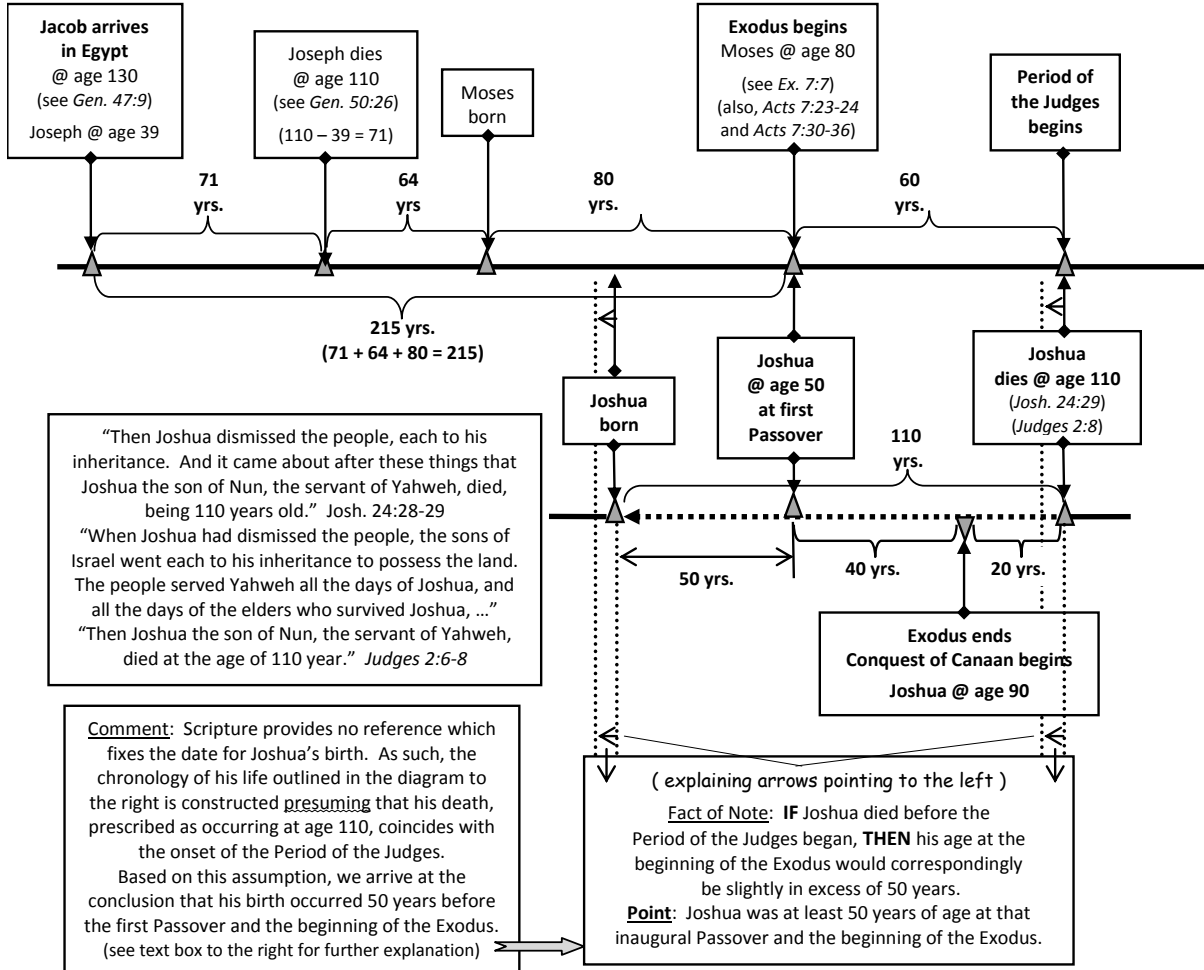 Jacob arrives
in Egypt
@ age 130
(see Gen. 47:9)
Joseph @ age 39
Joseph dies
@ age 110
(see Gen. 50:26)
(110 – 39 = 71)
Moses
born
Exodus begins
Moses @ age 80
(see Ex. 7:7)
(also, Acts 7:23-24
and Acts 7:30-36)
Period of
the Judges
begins
71
yrs.
64
yrs
80
yrs.
60
yrs.
215 yrs.
(71 + 64 + 80 = 215)
Joshua
born
Joshua
@ age 50
at first
Passover
Joshua
dies @ age 110
(Josh. 24:29)
(Judges 2:8)
110
yrs.
50 yrs.
40 yrs.
20 yrs.
Exodus ends
Conquest of Canaan begins
Joshua @ age 90
“Then Joshua dismissed the people, each to his
inheritance. And it came about after these things that
Joshua the son of Nun, the servant of Yahweh, died,
being 110 years old.” Josh. 24:28-29
“When Joshua had dismissed the people, the sons of
Israel went each to his inheritance to possess the land.
The people served Yahweh all the days of Joshua, and
all the days of the elders who survived Joshua, …”
“Then Joshua the son of Nun, the servant of Yahweh,
died at the age of 110 year.” Judges 2:6-8
Comment: Scripture provides no reference which
fixes the date for Joshua’s birth. As such, the
chronology of his life outlined in the diagram to
the right is constructed presuming that his death,
prescribed as occurring at age 110, coincides with
the onset of the Period of the Judges.
Based on this assumption, we arrive at the
conclusion that his birth occurred 50 years before
the first Passover and the beginning of the Exodus.
(see text box to the right for further explanation)
( explaining arrows pointing to the left )
Fact of Note: IF Joshua died before the
Period of the Judges began, THEN his age at the
beginning of the Exodus would correspondingly
be slightly in excess of 50 years.
Point: Joshua was at least 50 years of age at that
inaugural Passover and the beginning of the Exodus.